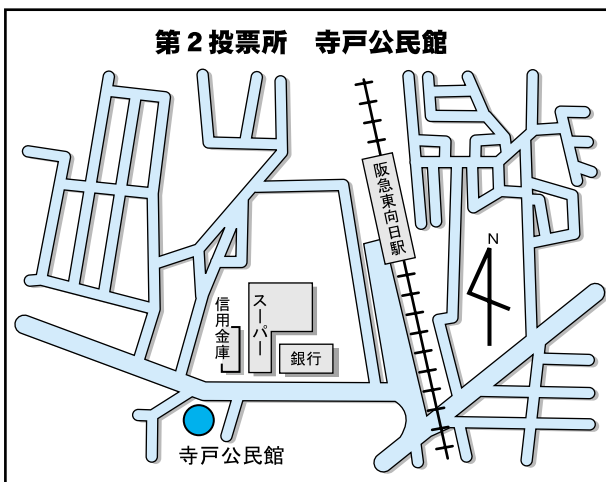 第2投票所　寺戸公民館
阪急東向日駅
N
信用金庫
スーパー
銀行
寺戸公民館